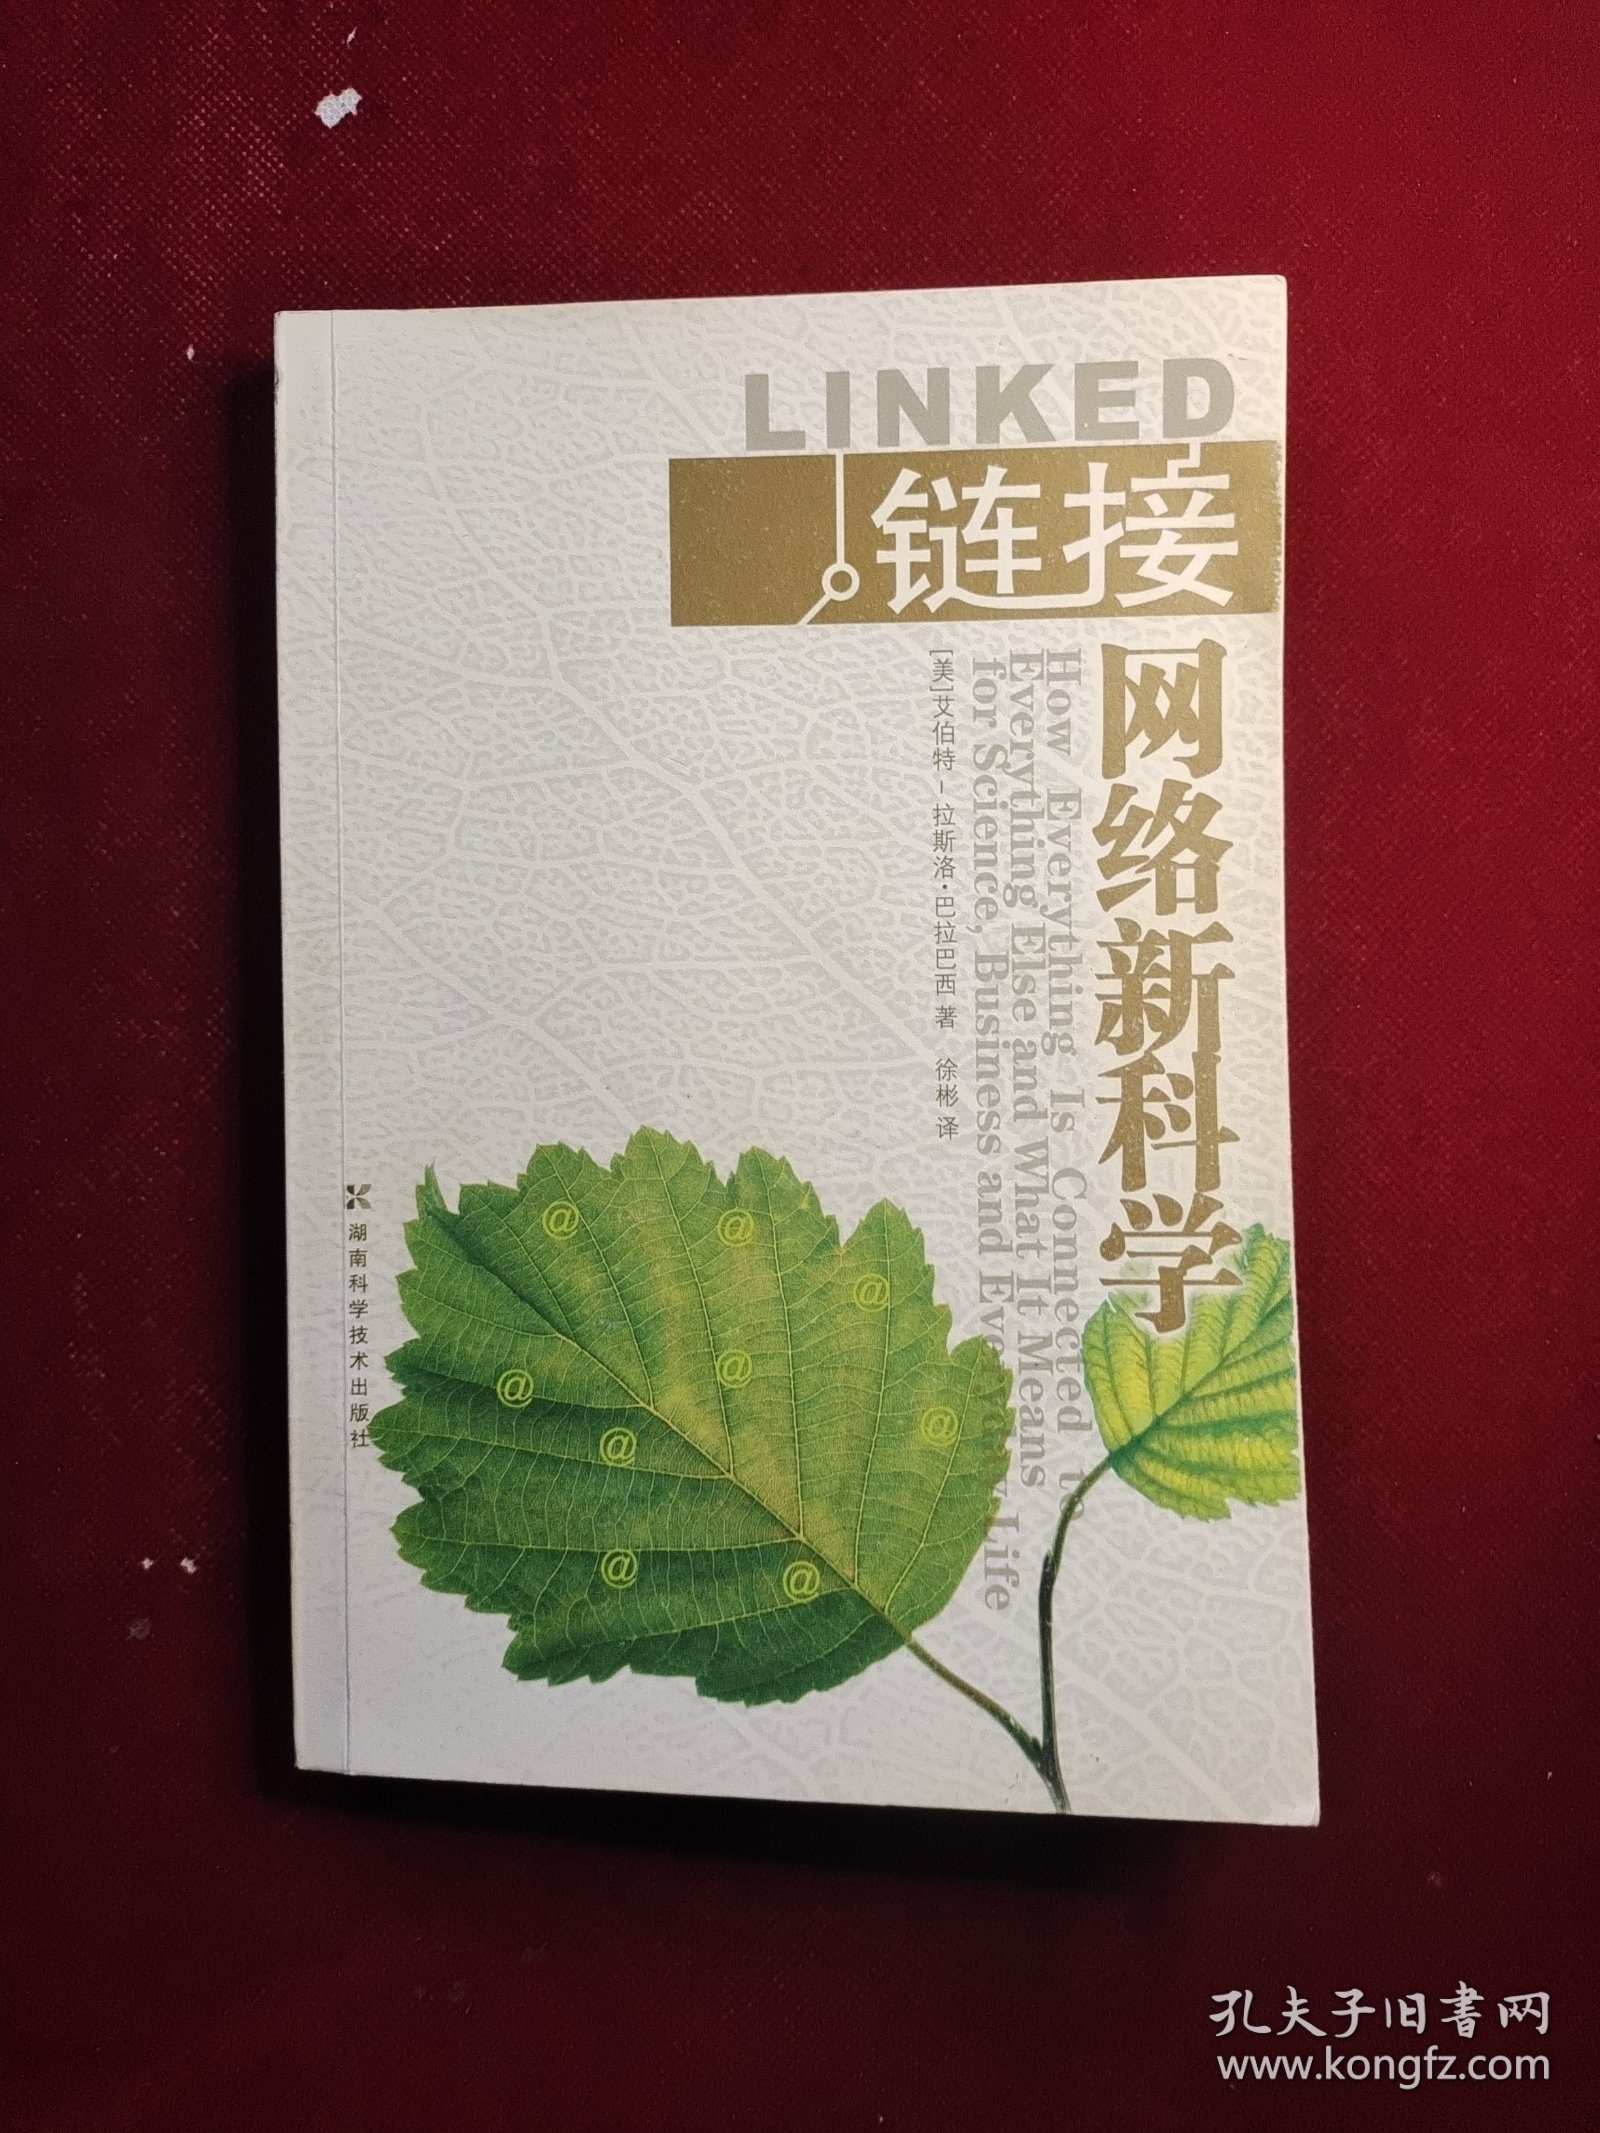 LINKED
链接
网络新科学
How Everything Is Connected to
Everything Else and What It Means
for Science, Business and Everyday Life
[美]艾伯特-拉斯洛·巴拉巴西 著 徐彬 译
@
@
@
@
@
@
@
@
@
湖南科学技术出版社
孔夫子旧書网
www.kongfz.com